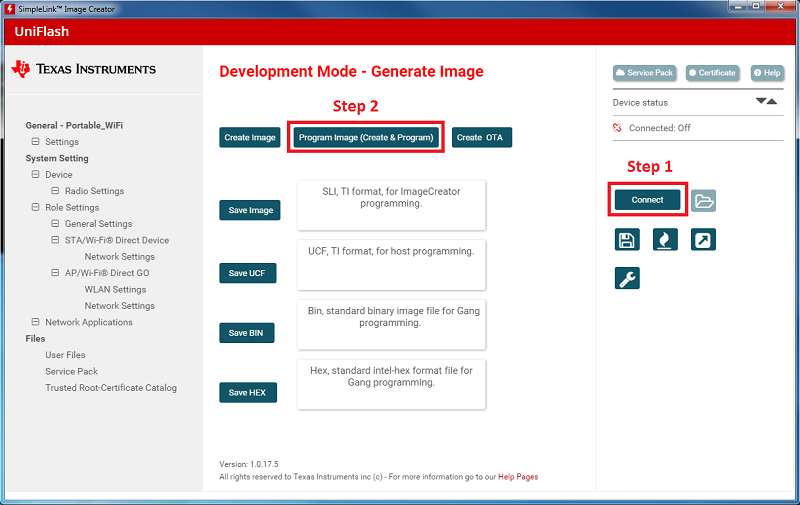 SimpleLink™ Image Creator
UniFlash
TEXAS INSTRUMENTS
General - Portable_WiFi
Settings
System Setting
Device
Radio Settings
Role Settings
General Settings
STA/Wi-Fi® Direct Device
Network Settings
AP/Wi-Fi® Direct GO
WLAN Settings
Network Settings
Network Applications
Files
User Files
Service Pack
Trusted Root-Certificate Catalog
Development Mode - Generate Image
Step 2
Create Image
Program Image (Create & Program)
Create OTA
Save Image
SLI, TI format, for ImageCreator
programming.
Save UCF
UCF, TI format, for host programming.
Save BIN
Bin, standard binary image file for Gang
programming.
Save HEX
Hex, standard intel-hex format file for
Gang programming.
Version: 1.0.17.5
All rights reserved to Texas Instruments inc (c) - For more information go to our Help Pages
Service Pack
Certificate
? Help
Device status
Connected: Off
Step 1
Connect